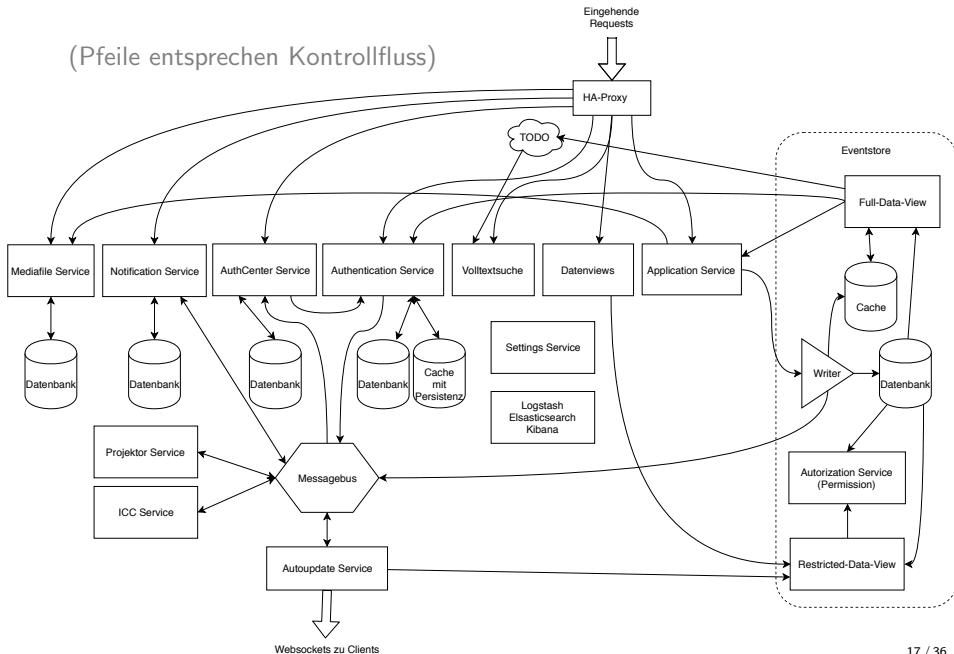 Eingehende
Requests
(Pfeile entsprechen Kontrollfluss)
HA-Proxy
TODO
Eventstore
Full-Data-View
Mediafile Service
Notification Service
AuthCenter Service
Authentication Service
Volltextsuche
Datenviews
Application Service
Cache
Settings Service
Writer
Datenbank
Datenbank
Datenbank
Datenbank
Datenbank
Cache
mit
Persistenz
Logstash
Elsasticsearch
Kibana
Projektor Service
Messagebus
Autorization Service
(Permission)
ICC Service
Autoupdate Service
Restricted-Data-View
Websockets zu Clients
17 / 36